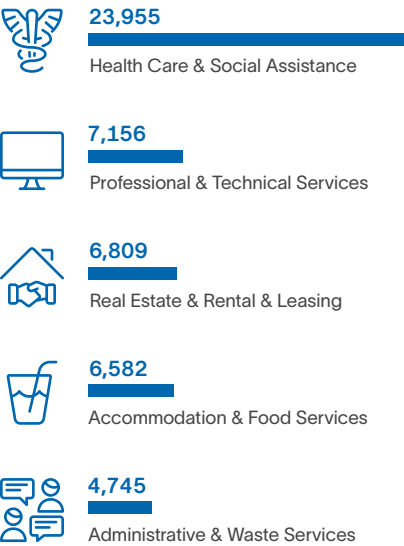 23,955
Health Care & Social Assistance
7,156
Professional & Technical Services
6,809
Real Estate & Rental & Leasing
6,582
Accommodation & Food Services
4,745
Administrative & Waste Services